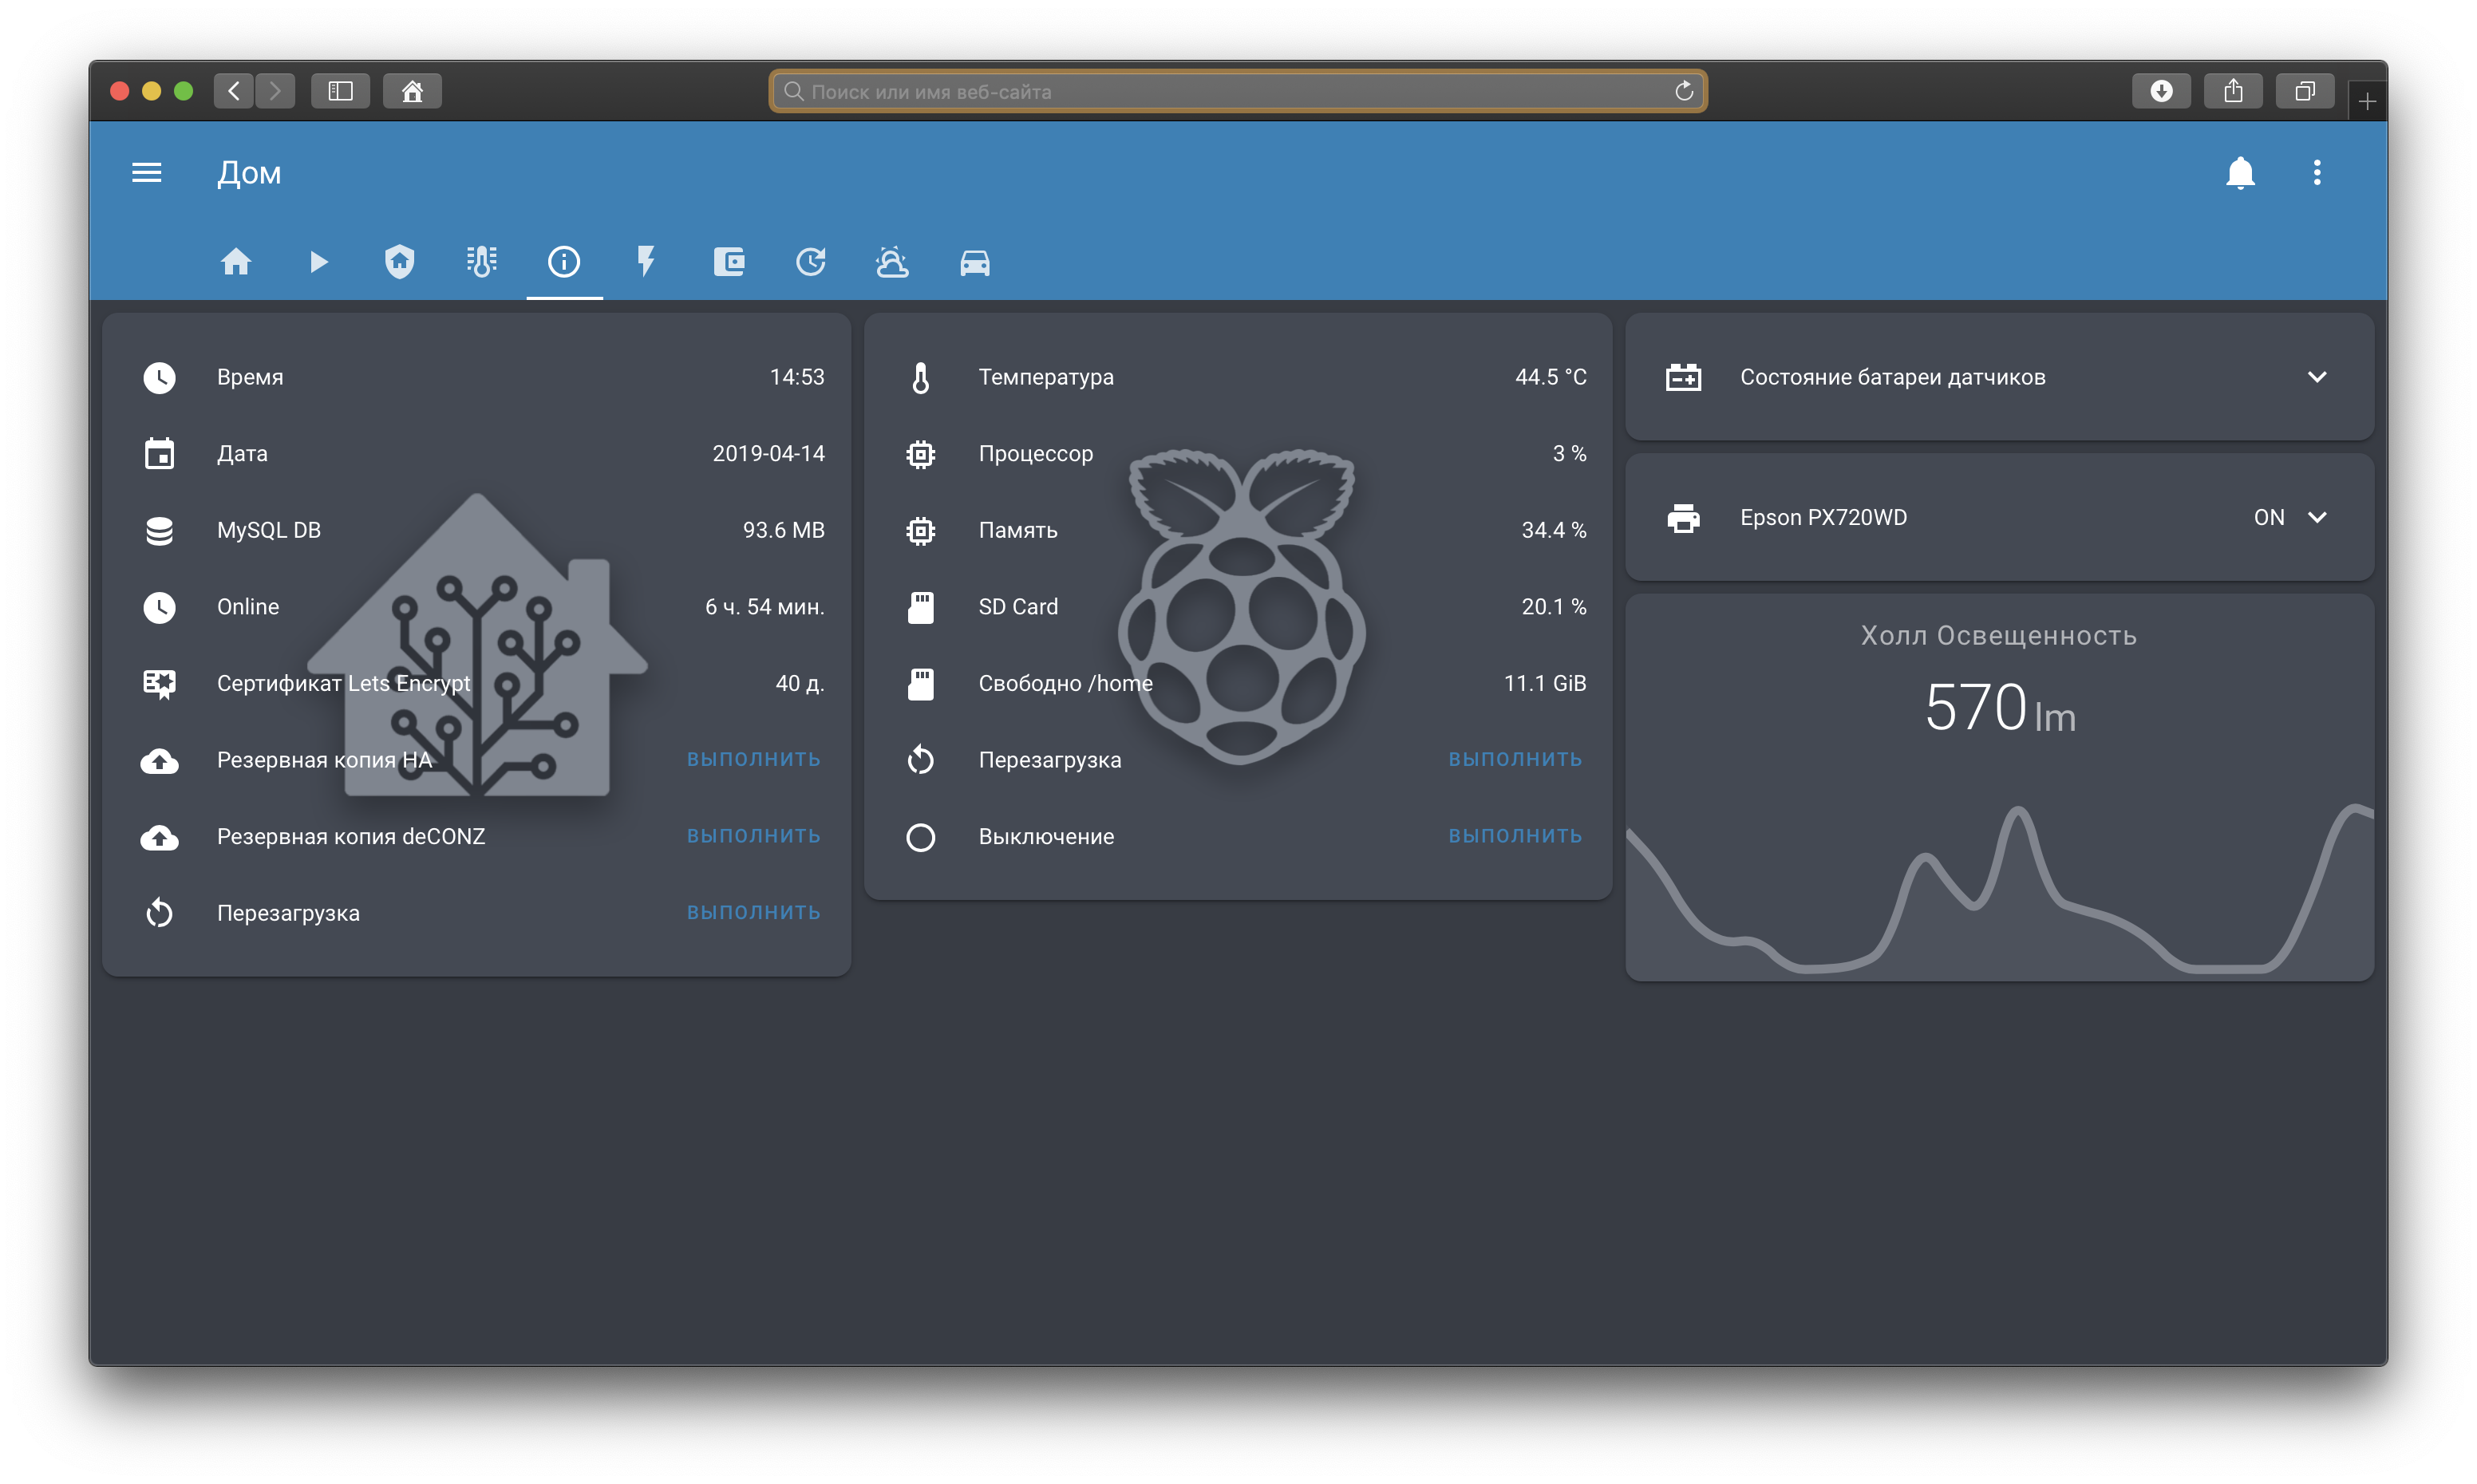 Поиск или имя веб-сайта
Дом
Время 14:53
Дата 2019-04-14
MySQL DB 93.6 MB
Online 6 ч. 54 мин.
Сертификат Lets Encrypt 40 д.
Резервная копия HA ВЫПОЛНИТЬ
Резервная копия deCONZ ВЫПОЛНИТЬ
Перезагрузка ВЫПОЛНИТЬ
Температура 44.5 °C
Процессор 3 %
Память 34.4 %
SD Card 20.1 %
Свободно /home 11.1 GiB
Перезагрузка ВЫПОЛНИТЬ
Выключение ВЫПОЛНИТЬ
Состояние батареи датчиков
Epson PX720WD ON
Холл Освещенность
570 lm